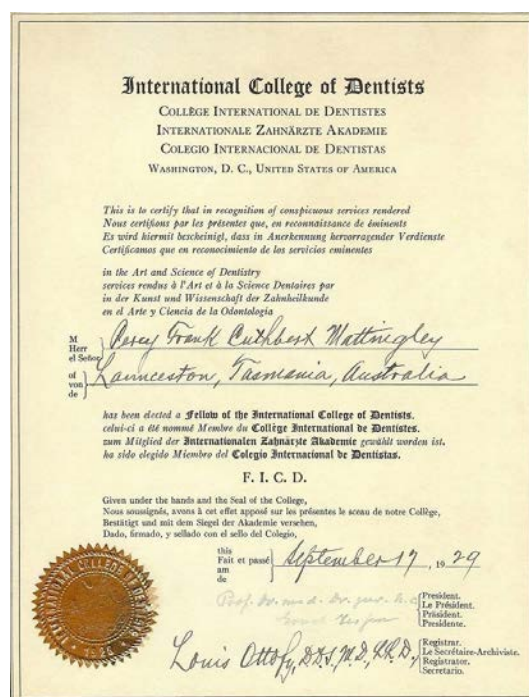 International College of Dentists
COLLÈGE INTERNATIONAL DE DENTISTES
INTERNATIONALE ZAHNÄRZTE AKADEMIE
COLEGIO INTERNACIONAL DE DENTISTAS
WASHINGTON, D. C., UNITED STATES OF AMERICA
This is to certify that in recognition of conspicuous services rendered
Nous certifions par les présentes que, en reconnaissance de éminents
Es wird hiermit bescheinigt, dass in Anerkennung hervorragender Verdienste
Certificamos que en reconocimiento de los servicios eminentes
in the Art and Science of Dentistry
services rendus à l'Art et à la Science Dentaires par
in der Kunst und Wissenschaft der Zahnheilkunde
en el Arte y Ciencia de la Odontologia
M
Herr
el Señor
Percy Frank Cuthbert Mattingley
of
von
de
Launceston, Tasmania, Australia
has been elected a Fellow of the International College of Dentists.
celui-ci a été nommé Membre du Collège International de Dentistes.
zum Mitglied der Internationalen Zahnärzte Akademie gewählt worden ist.
ha sido elegido Miembro del Colegio Internacional de Dentistas.
F. I. C. D.
Given under the hands and the Seal of the College,
Nous soussignés, avons à cet effet apposé sur les présentes le sceau de notre Collège,
Bestätigt und mit dem Siegel der Akademie versehen,
Dado, firmado, y sellado con el sello del Colegio,
this
Fait et passé
am
de
September 17, 1929
Prof. Dr. med. Dr. jur. h.c.
President.
Le Président.
Präsident.
Presidente.
Louis Ottofy, D.D.S., M.D., LL.D.,
Registrar.
Le Secrétaire-Archiviste.
Registrator.
Secretario.
INTERNATIONAL COLLEGE OF DENTISTS